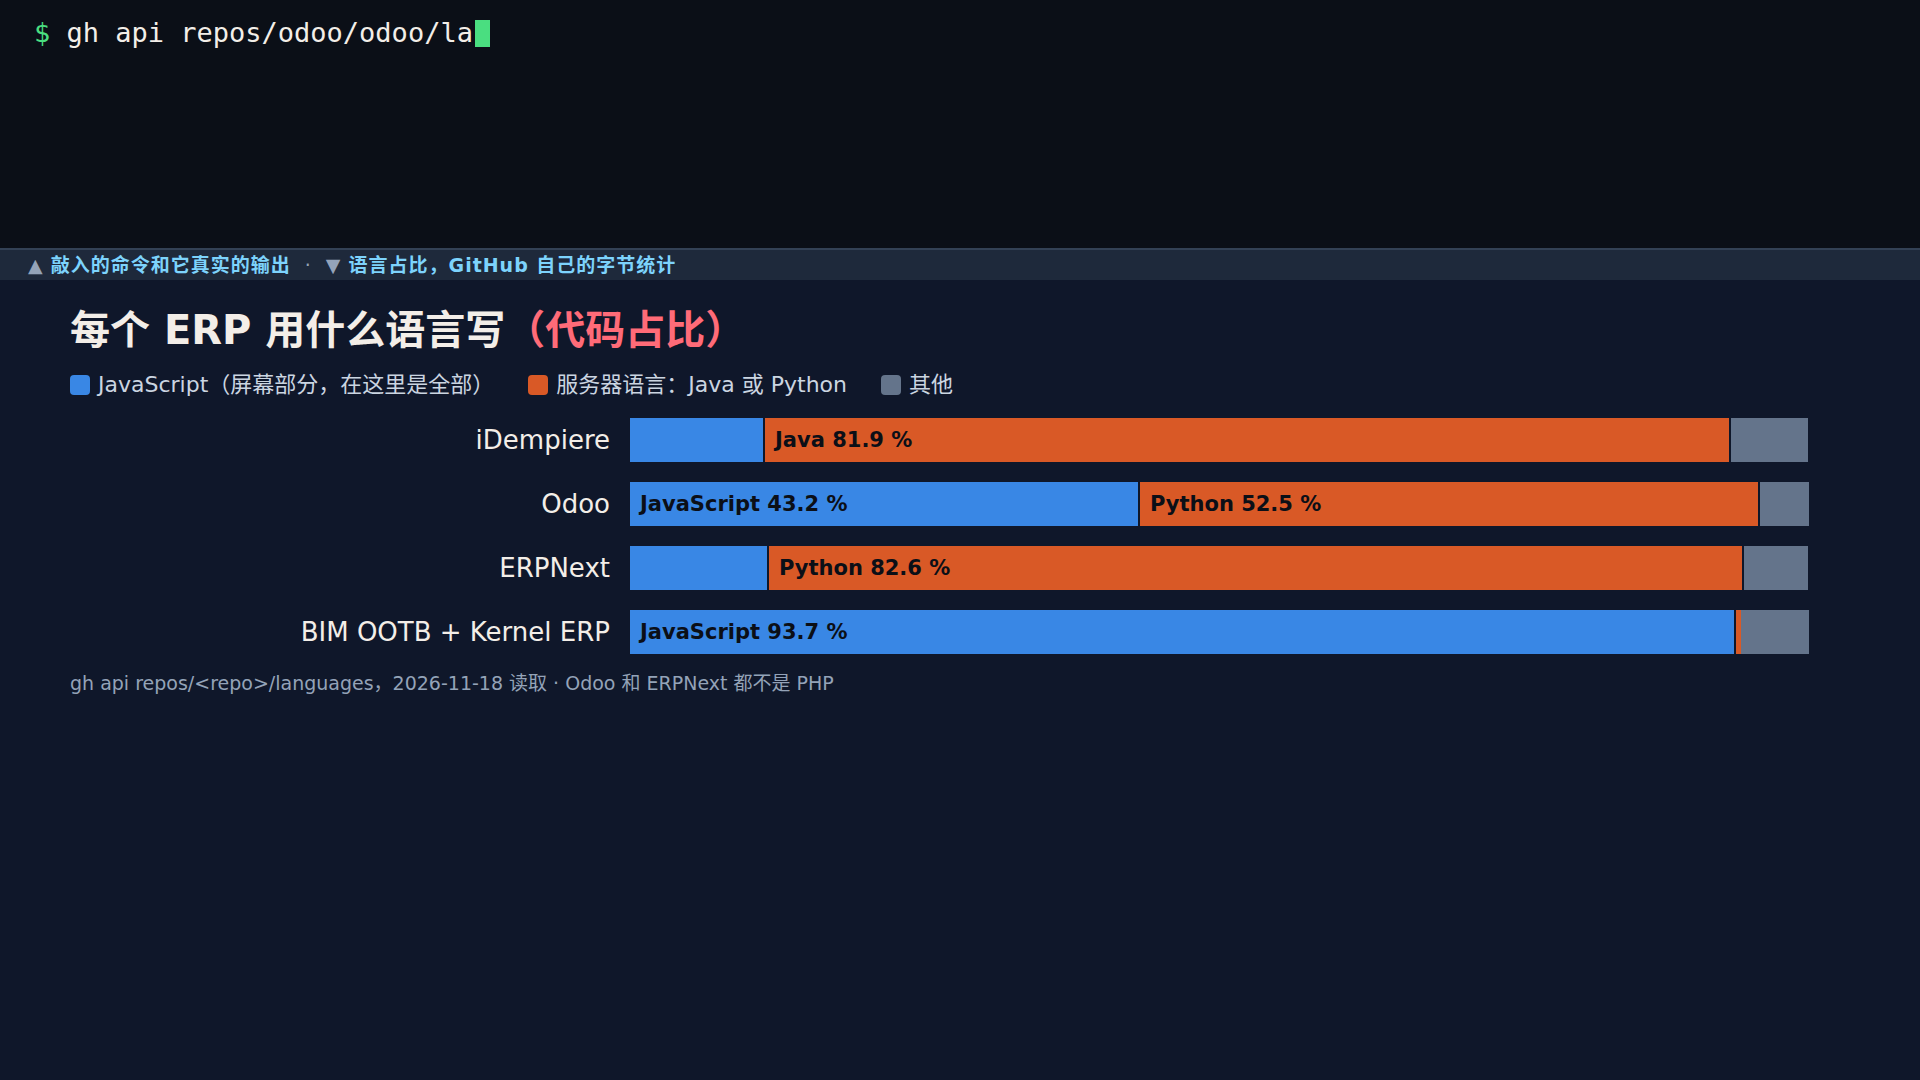 $ gh api repos/odoo/odoo/la
▲ 敲入的命令和它真实的输出 · ▼ 语言占比，GitHub 自己的字节统计
每个 ERP 用什么语言写（代码占比）
JavaScript（屏幕部分，在这里是全部） 服务器语言：Java 或 Python 其他
iDempiere Java 81.9 %
Odoo JavaScript 43.2 % Python 52.5 %
ERPNext Python 82.6 %
BIM OOTB + Kernel ERP JavaScript 93.7 %
gh api repos/<repo>/languages，2026-11-18 读取 · Odoo 和 ERPNext 都不是 PHP